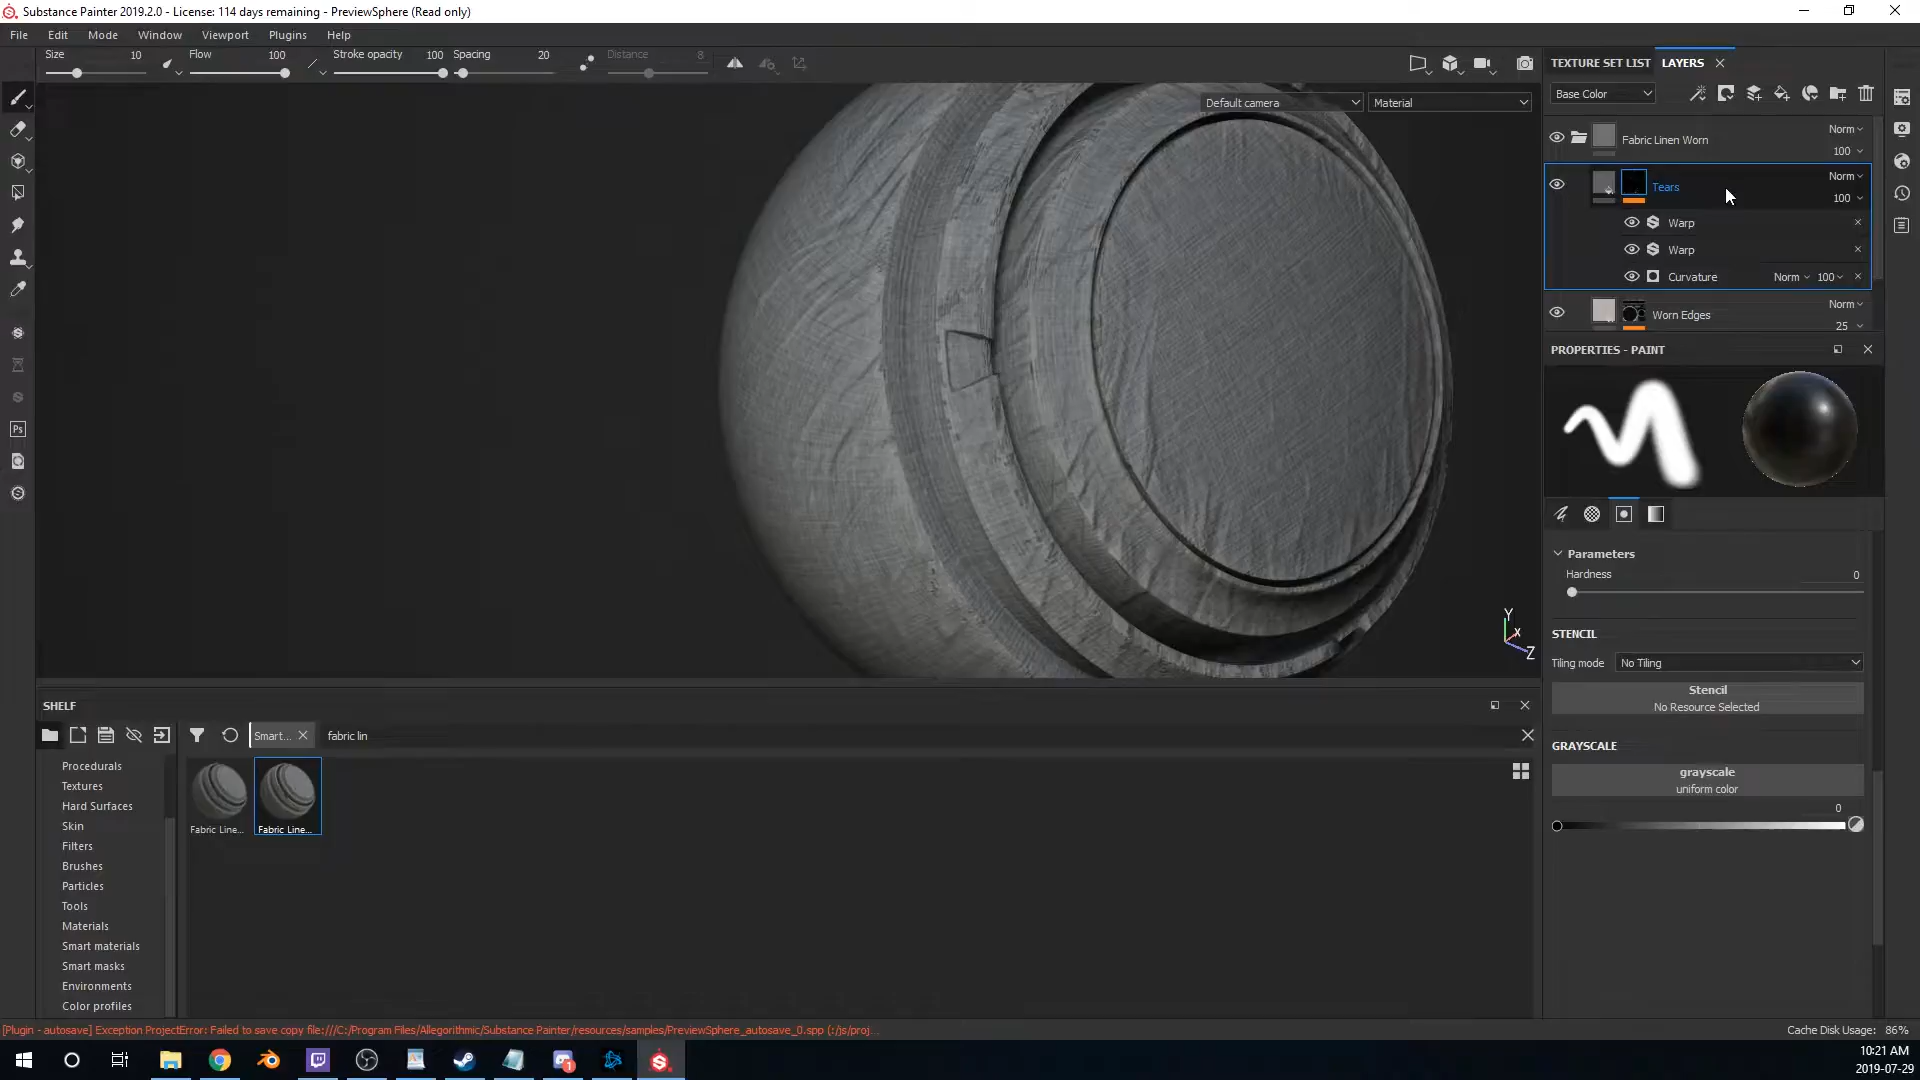 Substance Painter 2019.2.0 - License: 114 days remaining - PreviewSphere (Read only)
File Edit Mode Window Viewport Plugins Help
Size 10 Flow 100 Stroke opacity 100 Spacing 20 Distance 8
TEXTURE SET LIST LAYERS
Base Color
Default camera Material
Fabric Linen Worn Norm 100
Tears Norm 100
Warp
Warp
Curvature Norm 100
Worn Edges Norm 25
PROPERTIES - PAINT
Parameters
Hardness 0
STENCIL
Tiling mode No Tiling
Stencil
No Resource Selected
GRAYSCALE
grayscale
uniform color
0
Y
X
Z
SHELF
Smart... fabric lin
Procedurals
Textures
Hard Surfaces
Skin
Filters
Brushes
Particles
Tools
Materials
Smart materials
Smart masks
Environments
Color profiles
Fabric Line... Fabric Line...
[Plugin - autosave] Exception ProjectError: Failed to save copy file:///C:/Program Files/Allegorithmic/Substance Painter/resources/samples/PreviewSphere_autosave_0.spp (:/js/proj...
Cache Disk Usage: 86%
Ps
1
10:21 AM
2019-07-29